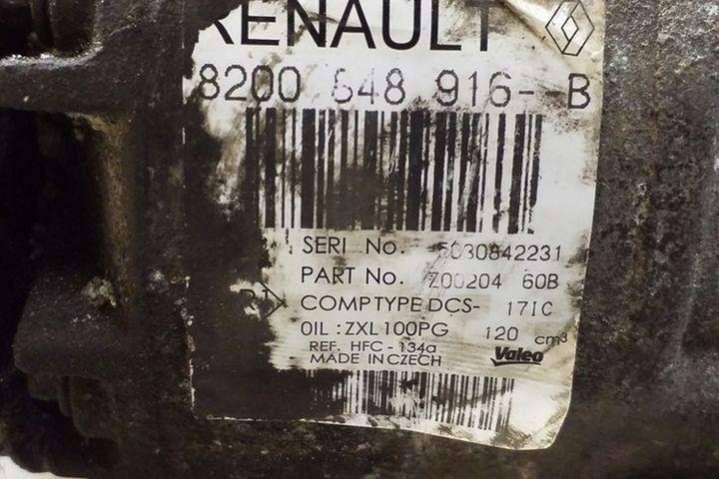 RENAULT
8200 848 916- B
SERI No. 5030842231
PART No. Z00204 60B
COMPTYPE DCS- 17IC
OIL : ZXL 100PG 120 cm³
REF. HFC - 134a
MADE IN CZECH Valeo